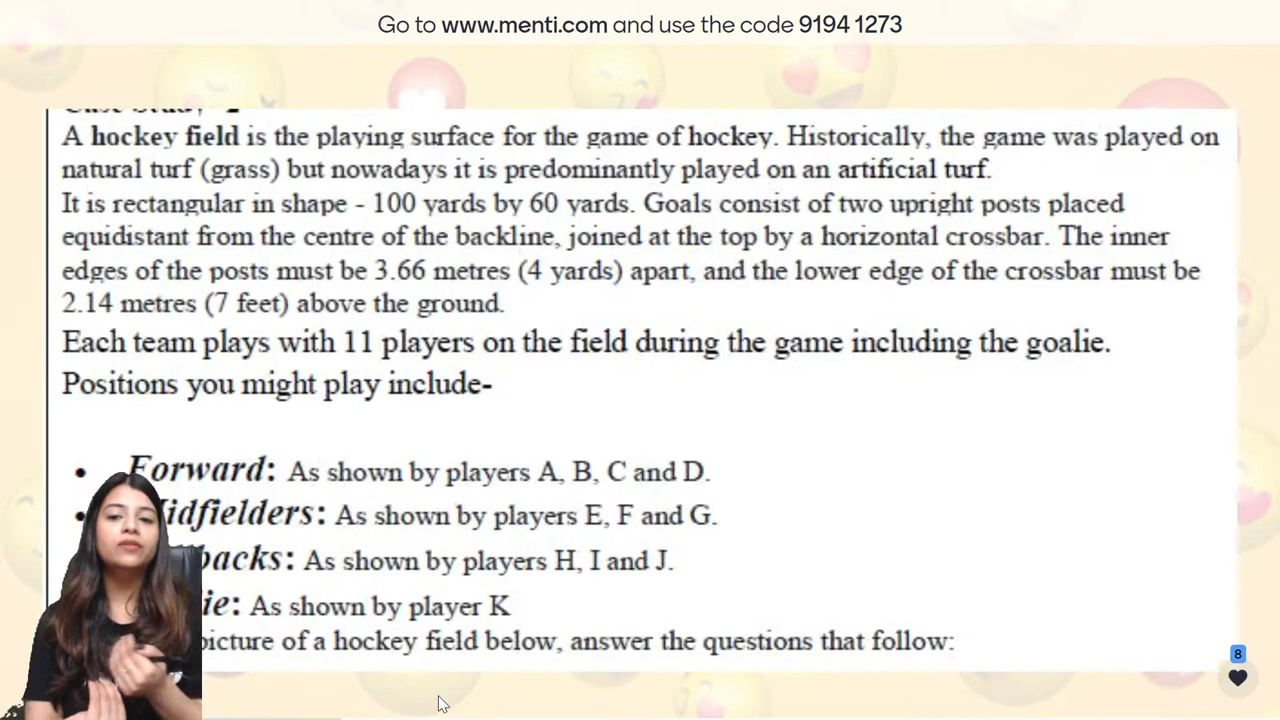 Go to www.menti.com and use the code 9194 1273
A hockey field is the playing surface for the game of hockey. Historically, the game was played on
natural turf (grass) but nowadays it is predominantly played on an artificial turf.
It is rectangular in shape - 100 yards by 60 yards. Goals consist of two upright posts placed
equidistant from the centre of the backline, joined at the top by a horizontal crossbar. The inner
edges of the posts must be 3.66 metres (4 yards) apart, and the lower edge of the crossbar must be
2.14 metres (7 feet) above the ground.
Each team plays with 11 players on the field during the game including the goalie.
Positions you might play include-
• Forward: As shown by players A, B, C and D.
• idfielders: As shown by players E, F and G.
backs: As shown by players H, I and J.
ie: As shown by player K
picture of a hockey field below, answer the questions that follow:
8